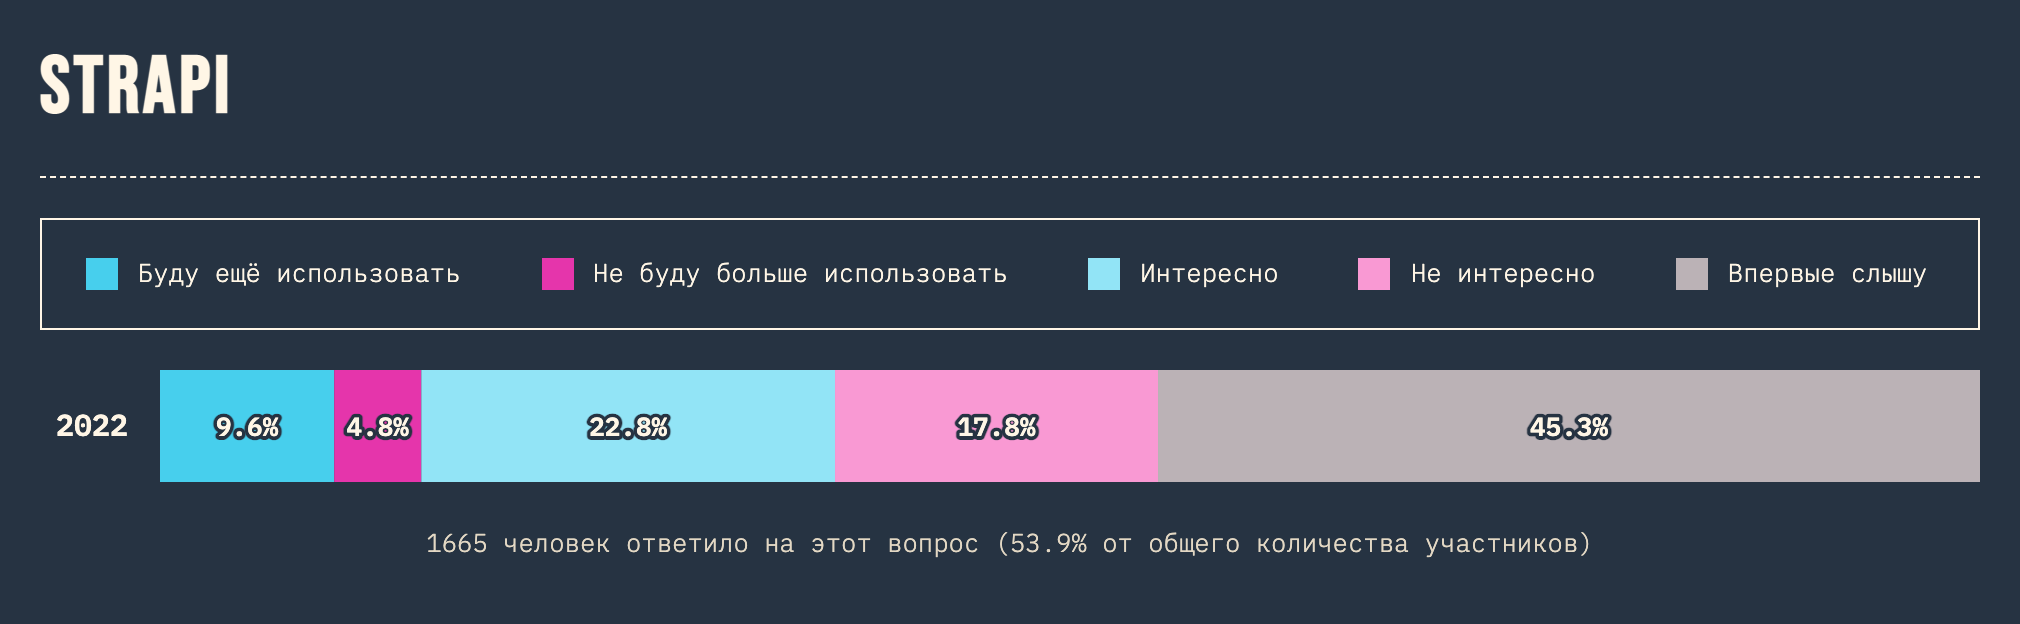 STRAPI
Буду ещё использовать Не буду больше использовать Интересно Не интересно Впервые слышу
2022 9.6% 4.8% 22.8% 17.8% 45.3%
1665 человек ответило на этот вопрос (53.9% от общего количества участников)